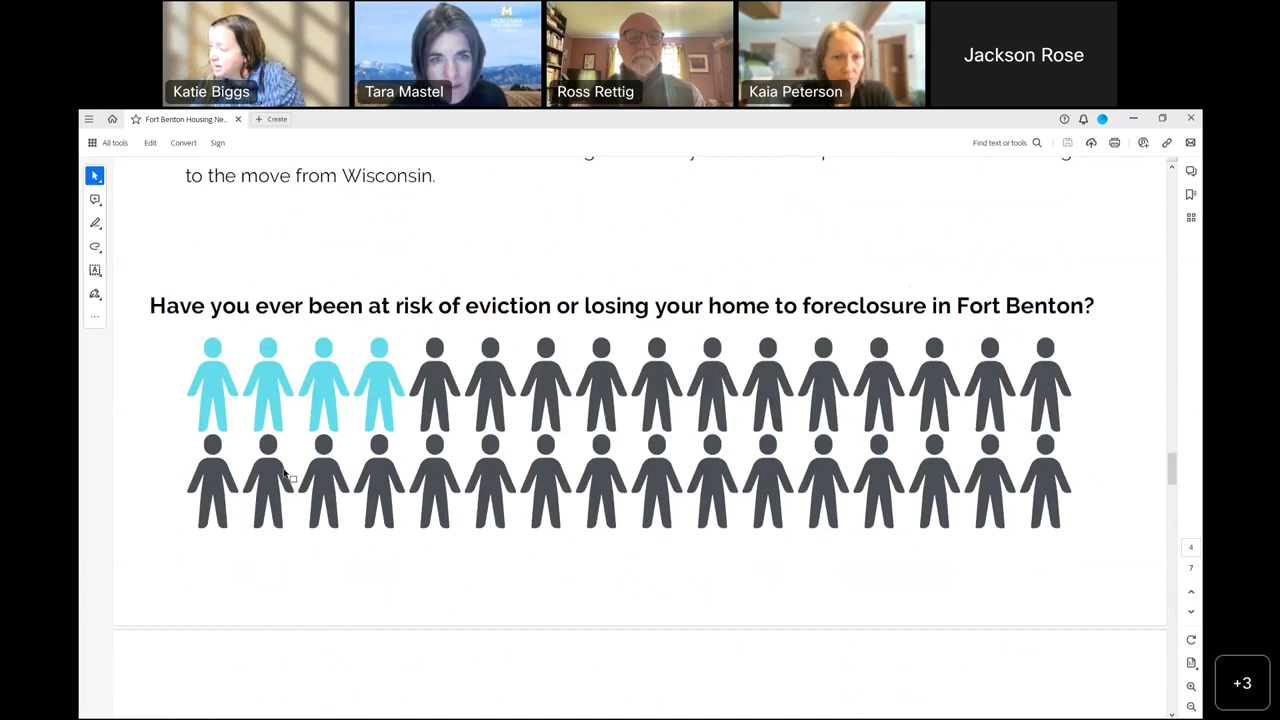 Katie Biggs
Tara Mastel
Ross Rettig
Kaia Peterson
Jackson Rose
MONTANA
Fort Benton Housing Ne..
Create
All tools
Edit
Convert
Sign
Find text or tools
to the move from Wisconsin.
Have you ever been at risk of eviction or losing your home to foreclosure in Fort Benton?
4
7
+3